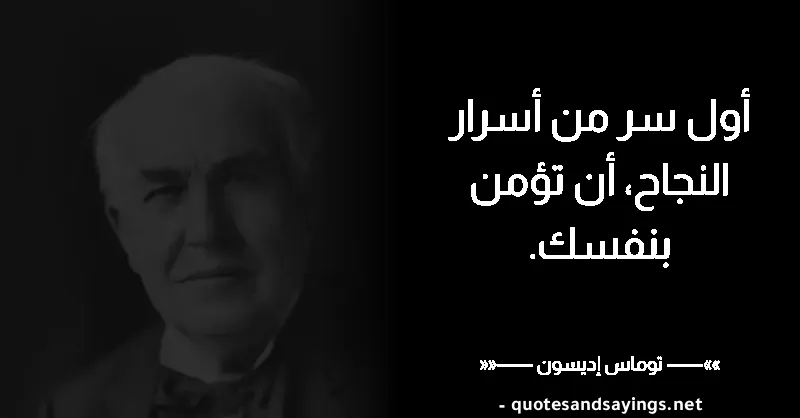 أول سر من أسرار
النجاح، أن تؤمن
بنفسك.
»»—— توماس إديسون ——««
- quotesandsayings.net